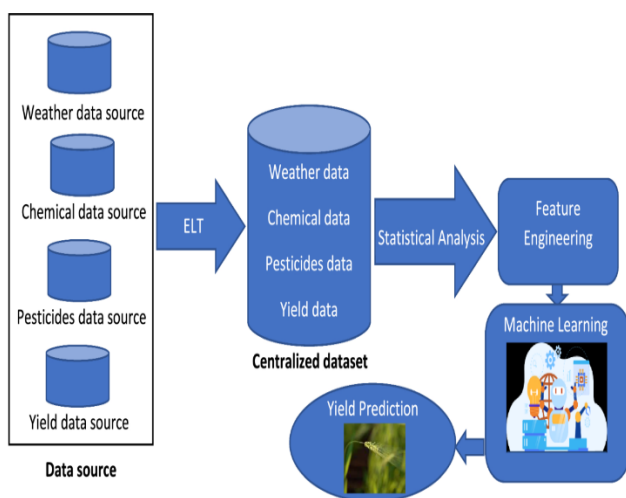 Weather data source
Chemical data source
Pesticides data source
Yield data source
Data source
ELT
Weather data
Chemical data
Pesticides data
Yield data
Centralized dataset
Statistical Analysis
Feature
Engineering
Machine Learning
Yield Prediction